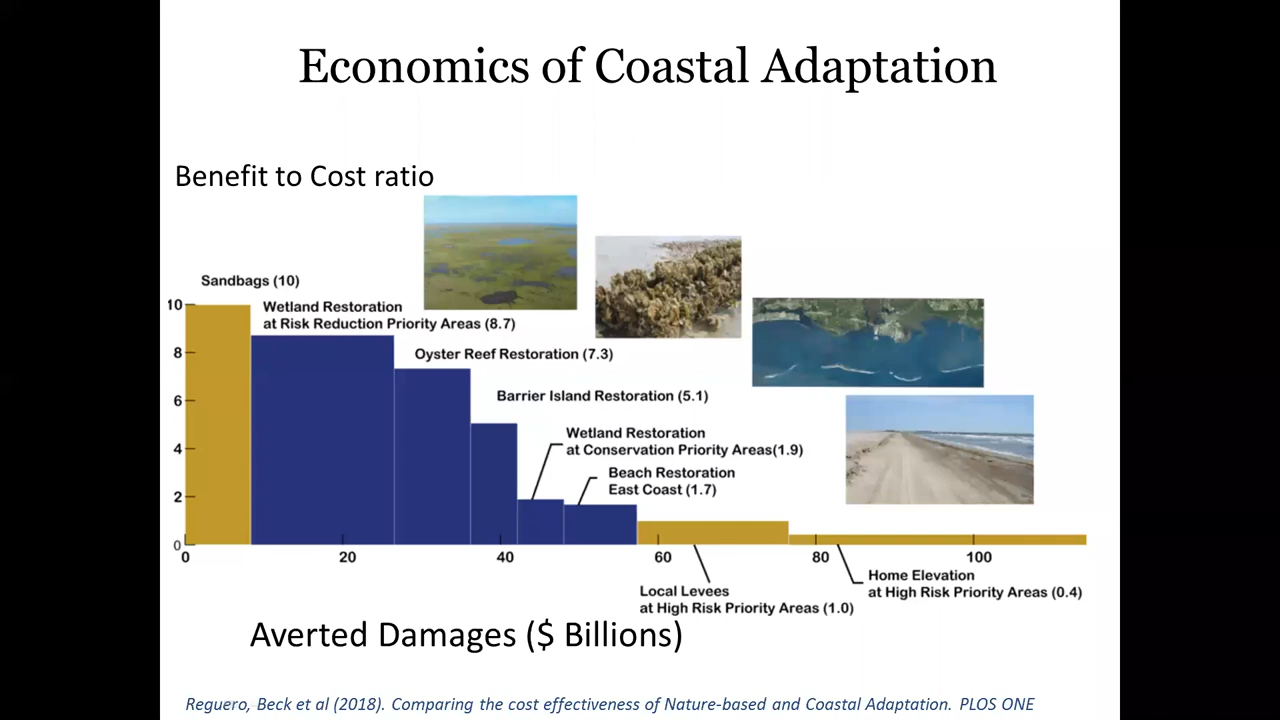 Economics of Coastal Adaptation
Benefit to Cost ratio
Sandbags (10)
Wetland Restoration
at Risk Reduction Priority Areas (8.7)
Oyster Reef Restoration (7.3)
Barrier Island Restoration (5.1)
Wetland Restoration
at Conservation Priority Areas(1.9)
Beach Restoration
East Coast (1.7)
10
8
6
4
2
0
0 20 40 60 80 100
Local Levees
at High Risk Priority Areas (1.0)
Home Elevation
at High Risk Priority Areas (0.4)
Averted Damages ($ Billions)
Reguero, Beck et al (2018). Comparing the cost effectiveness of Nature-based and Coastal Adaptation. PLOS ONE